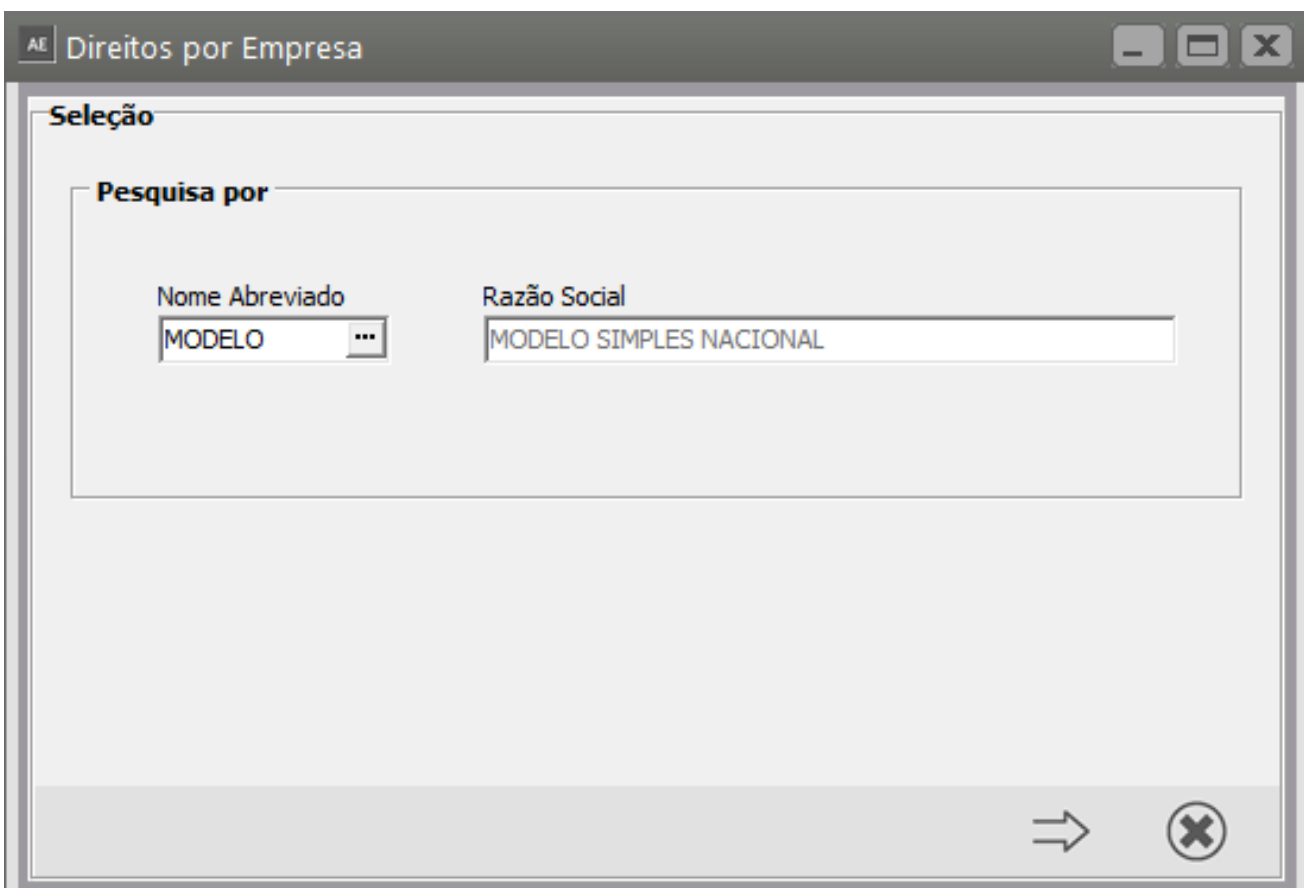 AE Direitos por Empresa
Seleção
Pesquisa por
Nome Abreviado Razão Social
MODELO ... MODELO SIMPLES NACIONAL